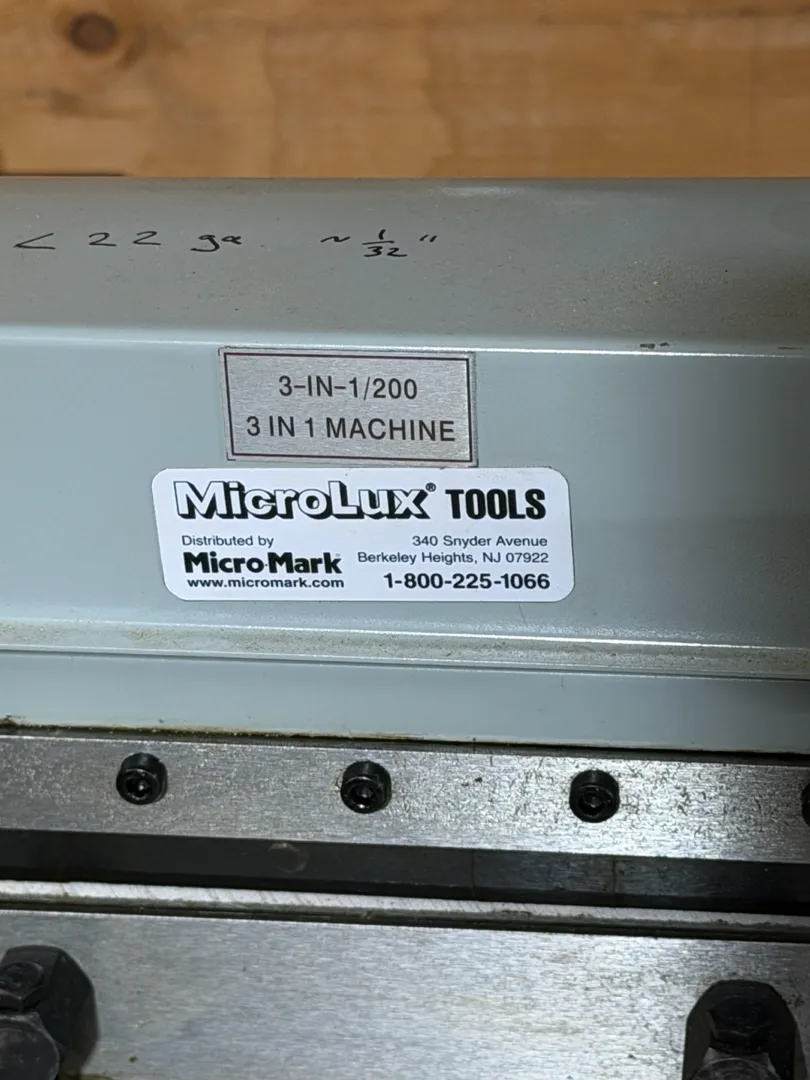 < 22 ga ~ 1/32 "
3-IN-1/200
3 IN 1 MACHINE
MicroLux® TOOLS
Distributed by
Micro-Mark
www.micromark.com
340 Snyder Avenue
Berkeley Heights, NJ 07922
1-800-225-1066